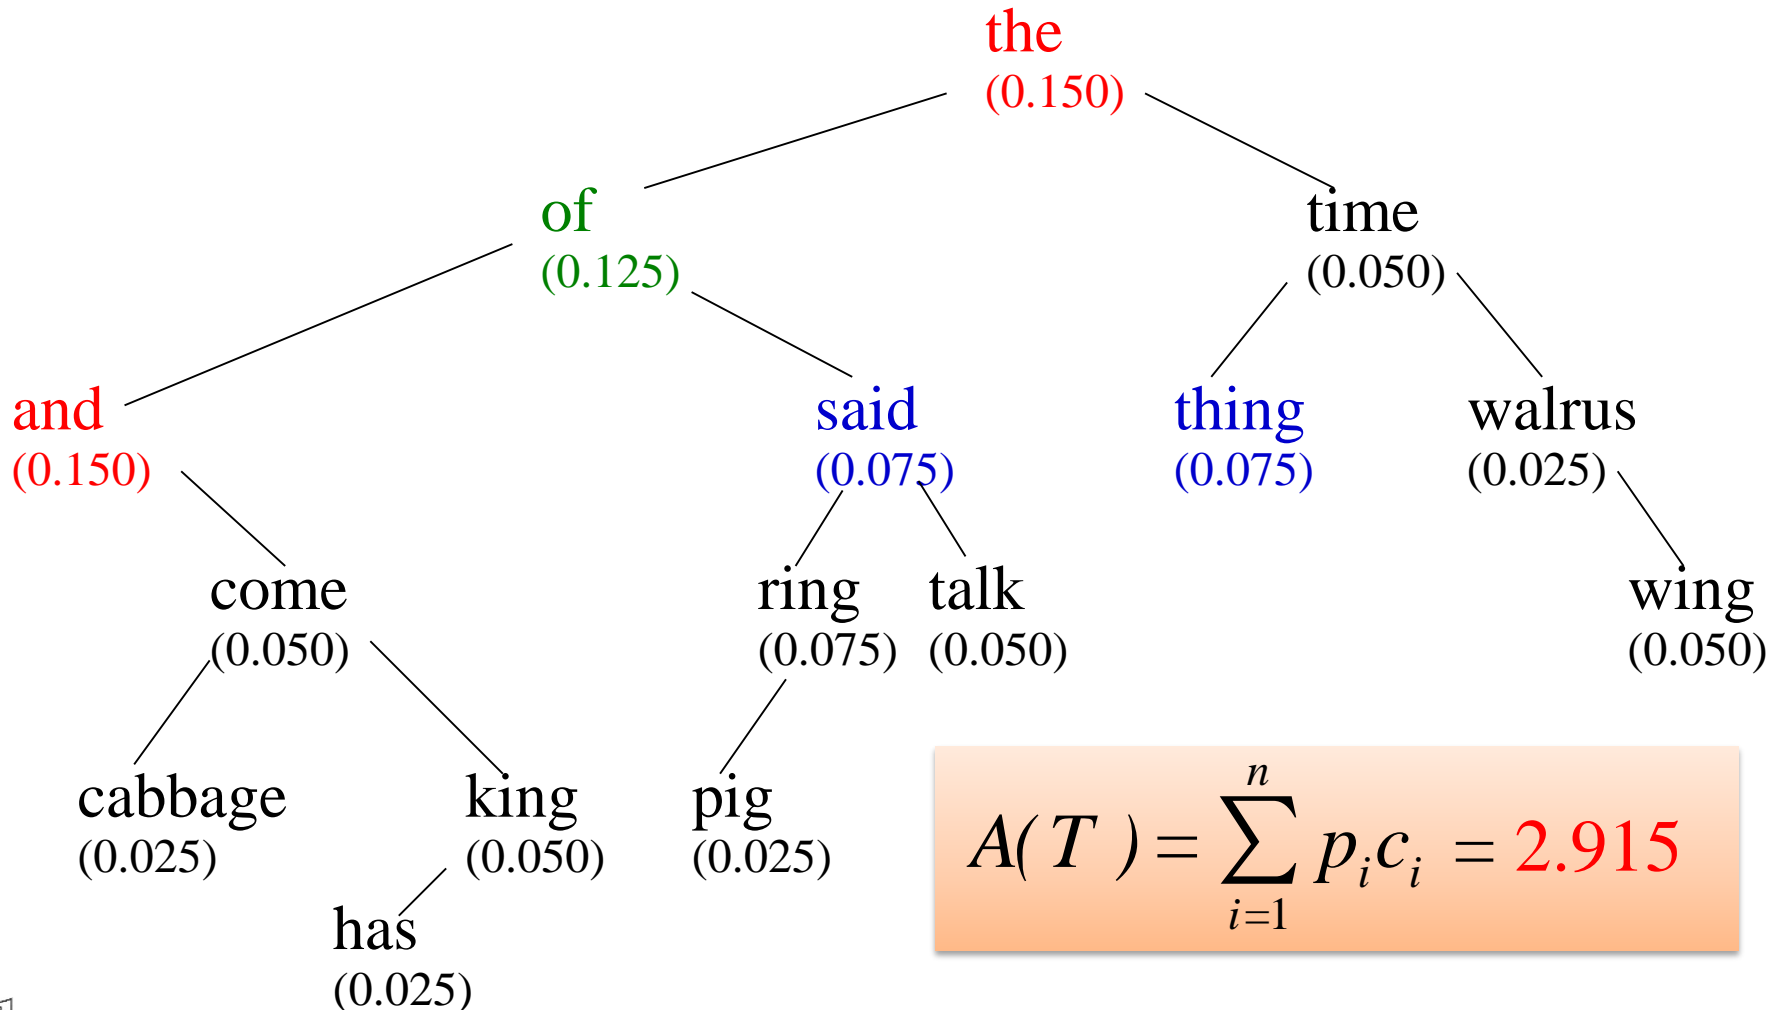 the
(0.150)
of
(0.125)
time
(0.050)
and
(0.150)
said
(0.075)
thing
(0.075)
walrus
(0.025)
come
(0.050)
ring
(0.075)
talk
(0.050)
wing
(0.050)
cabbage
(0.025)
king
(0.050)
pig
(0.025)
has
(0.025)
A(T) = \sum_{i=1}^{n} p_i c_i = 2.915